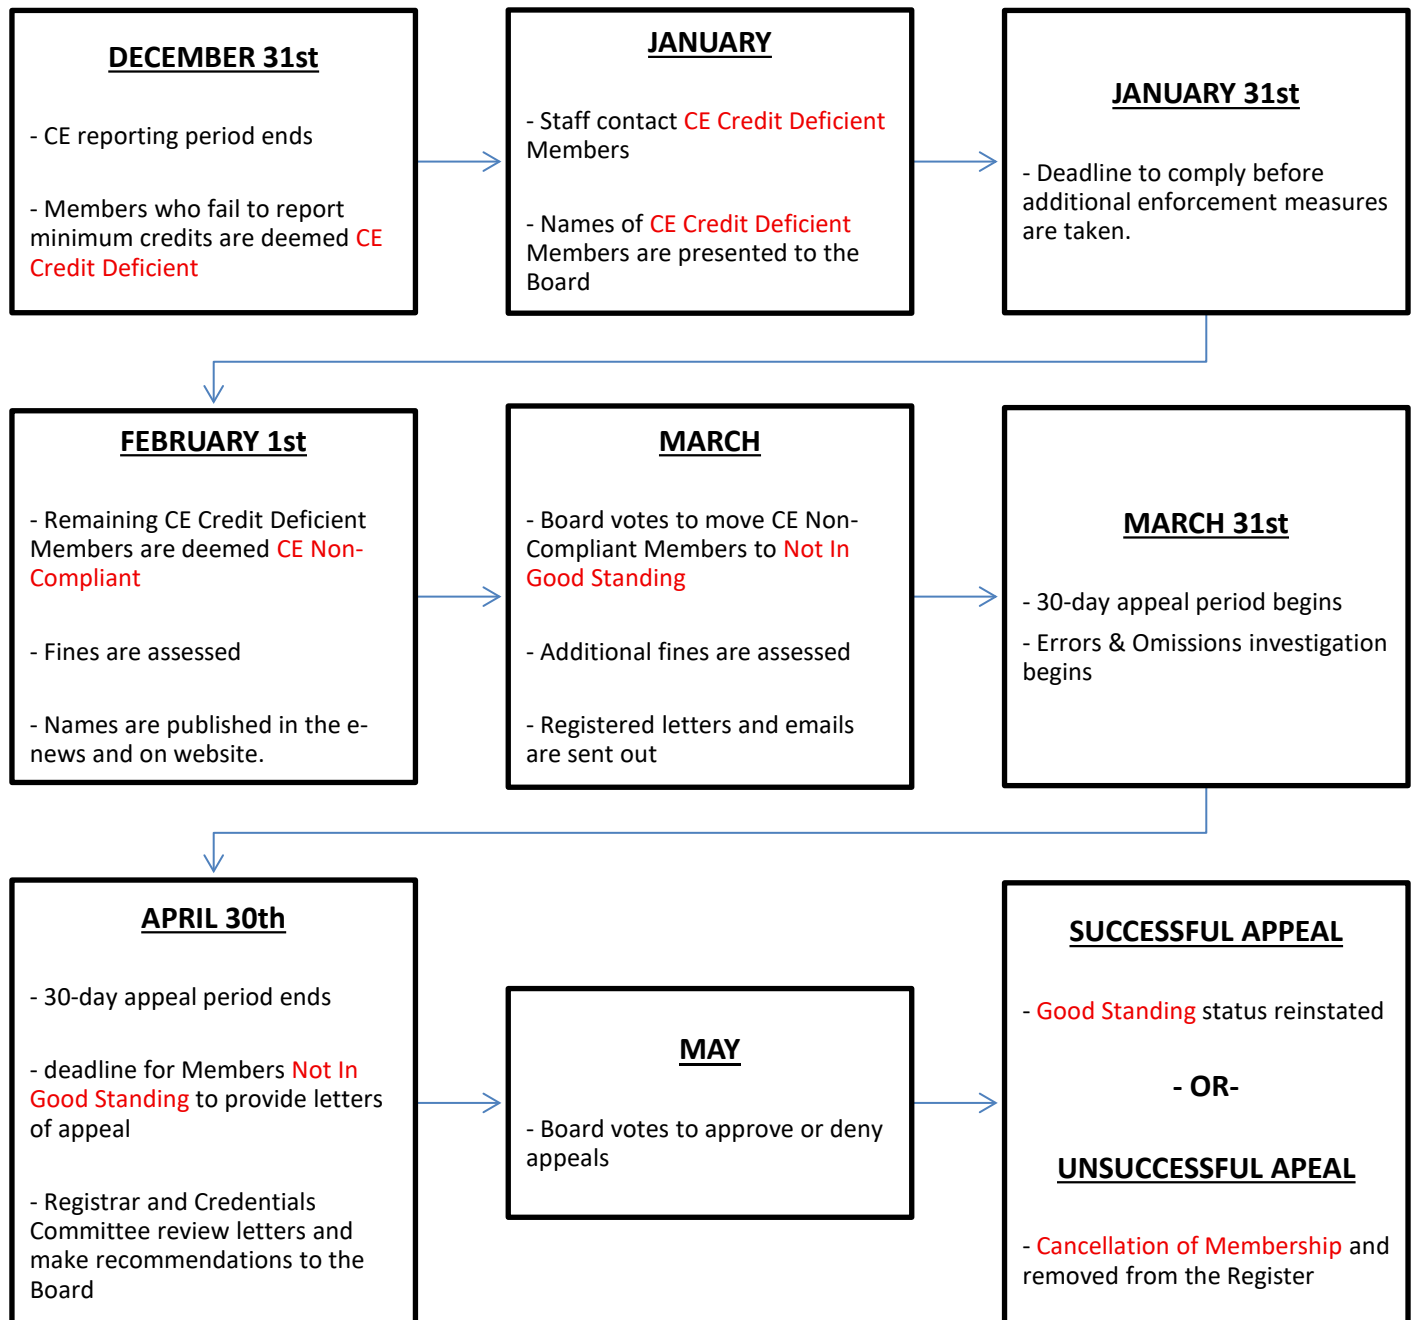 DECEMBER 31st
- CE reporting period ends
- Members who fail to report
minimum credits are deemed CE
Credit Deficient
JANUARY
- Staff contact CE Credit Deficient
Members
- Names of CE Credit Deficient
Members are presented to the
Board
JANUARY 31st
- Deadline to comply before
additional enforcement measures
are taken.
FEBRUARY 1st
- Remaining CE Credit Deficient
Members are deemed CE Non-
Compliant
- Fines are assessed
- Names are published in the e-
news and on website.
MARCH
- Board votes to move CE Non-
Compliant Members to Not In
Good Standing
- Additional fines are assessed
- Registered letters and emails
are sent out
MARCH 31st
- 30-day appeal period begins
- Errors & Omissions investigation
begins
APRIL 30th
- 30-day appeal period ends
- deadline for Members Not In
Good Standing to provide letters
of appeal
- Registrar and Credentials
Committee review letters and
make recommendations to the
Board
MAY
- Board votes to approve or deny
appeals
SUCCESSFUL APPEAL
- Good Standing status reinstated
- OR-
UNSUCCESSFUL APEAL
- Cancellation of Membership and
removed from the Register